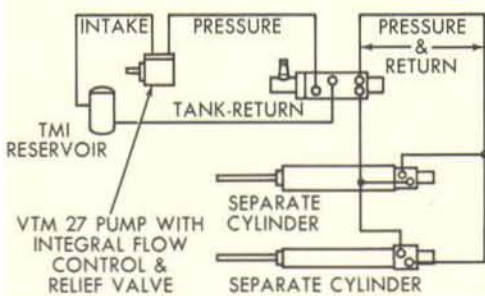 INTAKE
PRESSURE
PRESSURE
&
RETURN
TANK-RETURN
TMI
RESERVOIR
SEPARATE
CYLINDER
VTM 27 PUMP WITH
INTEGRAL FLOW
CONTROL &
RELIEF VALVE
SEPARATE CYLINDER